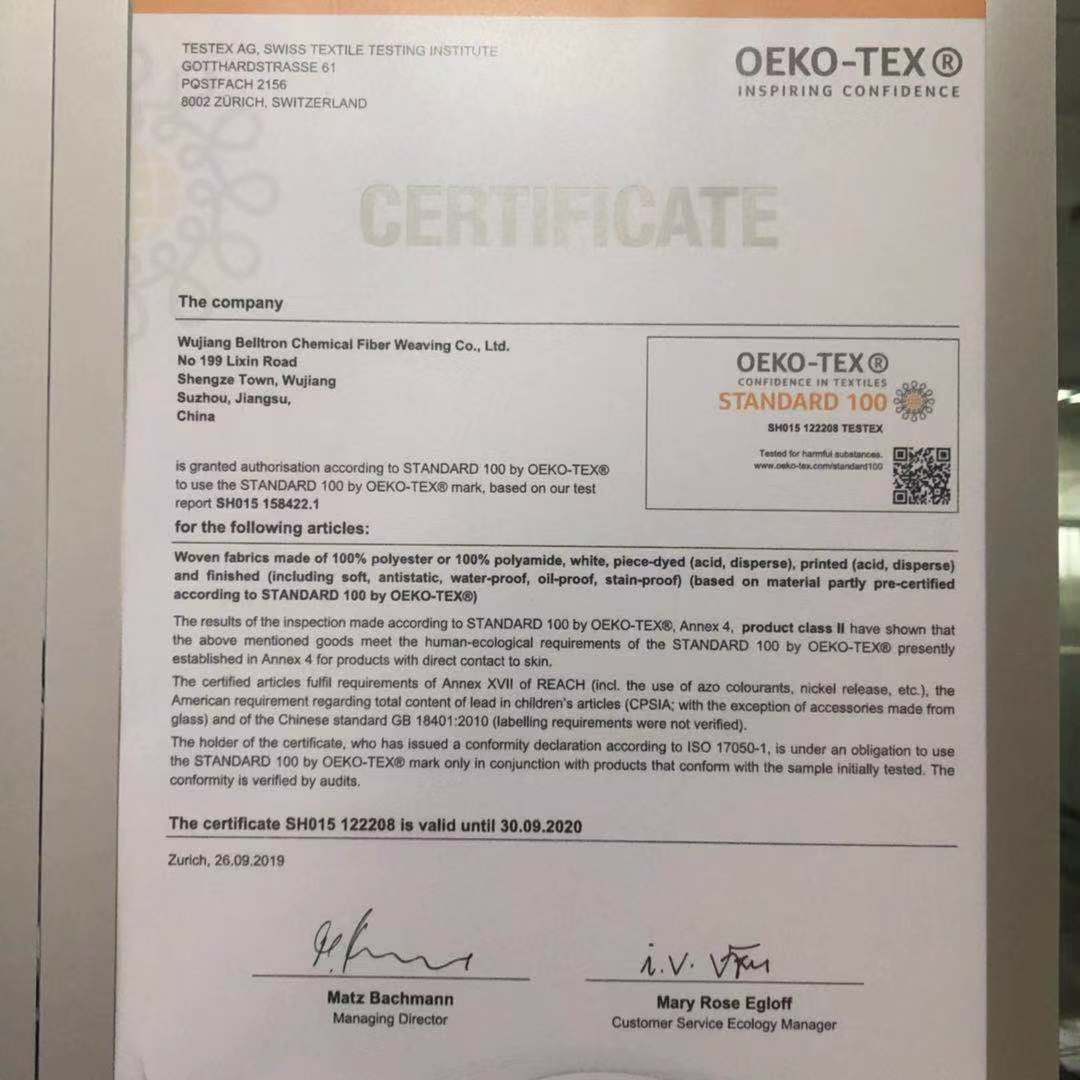 TESTEX AG, SWISS TEXTILE TESTING INSTITUTE
GOTTHARDSTRASSE 61
POSTFACH 2156
8002 ZÜRICH, SWITZERLAND
OEKO-TEX®
INSPIRING CONFIDENCE
CERTIFICATE
The company
Wujiang Belltron Chemical Fiber Weaving Co., Ltd.
No 199 Lixin Road
Shengze Town, Wujiang
Suzhou, Jiangsu,
China
OEKO-TEX®
CONFIDENCE IN TEXTILES
STANDARD 100
SH015 122208 TESTEX
Tested for harmful substances.
www.oeko-tex.com/standard100
is granted authorisation according to STANDARD 100 by OEKO-TEX®
to use the STANDARD 100 by OEKO-TEX® mark, based on our test
report SH015 158422.1
for the following articles:
Woven fabrics made of 100% polyester or 100% polyamide, white, piece-dyed (acid, disperse), printed (acid, disperse)
and finished (including soft, antistatic, water-proof, oil-proof, stain-proof) (based on material partly pre-certified
according to STANDARD 100 by OEKO-TEX®)
The results of the inspection made according to STANDARD 100 by OEKO-TEX®, Annex 4, product class II have shown that
the above mentioned goods meet the human-ecological requirements of the STANDARD 100 by OEKO-TEX® presently
established in Annex 4 for products with direct contact to skin.
The certified articles fulfil requirements of Annex XVII of REACH (incl. the use of azo colourants, nickel release, etc.), the
American requirement regarding total content of lead in children's articles (CPSIA; with the exception of accessories made from
glass) and of the Chinese standard GB 18401:2010 (labelling requirements were not verified).
The holder of the certificate, who has issued a conformity declaration according to ISO 17050-1, is under an obligation to use
the STANDARD 100 by OEKO-TEX® mark only in conjunction with products that conform with the sample initially tested. The
conformity is verified by audits.
The certificate SH015 122208 is valid until 30.09.2020
Zurich, 26.09.2019
i.V.
Matz Bachmann
Managing Director
Mary Rose Egloff
Customer Service Ecology Manager